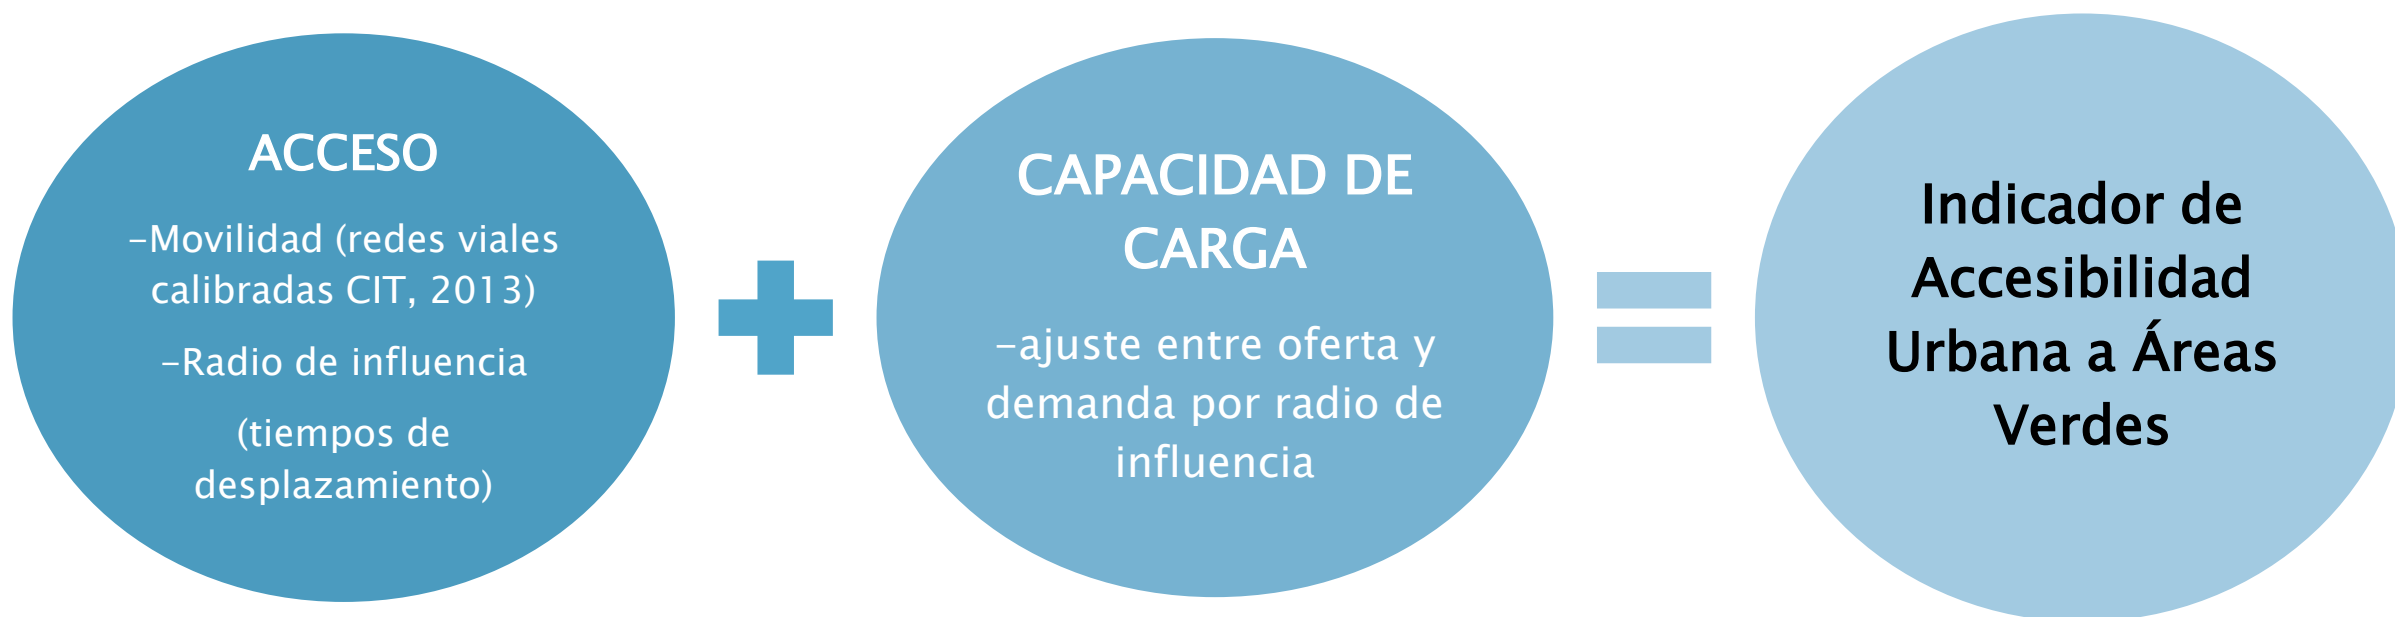 ACCESO
–Movilidad (redes viales
calibradas CIT, 2013)
–Radio de influencia
(tiempos de
desplazamiento)
CAPACIDAD DE
CARGA
–ajuste entre oferta y
demanda por radio de
influencia
Indicador de
Accesibilidad
Urbana a Áreas
Verdes